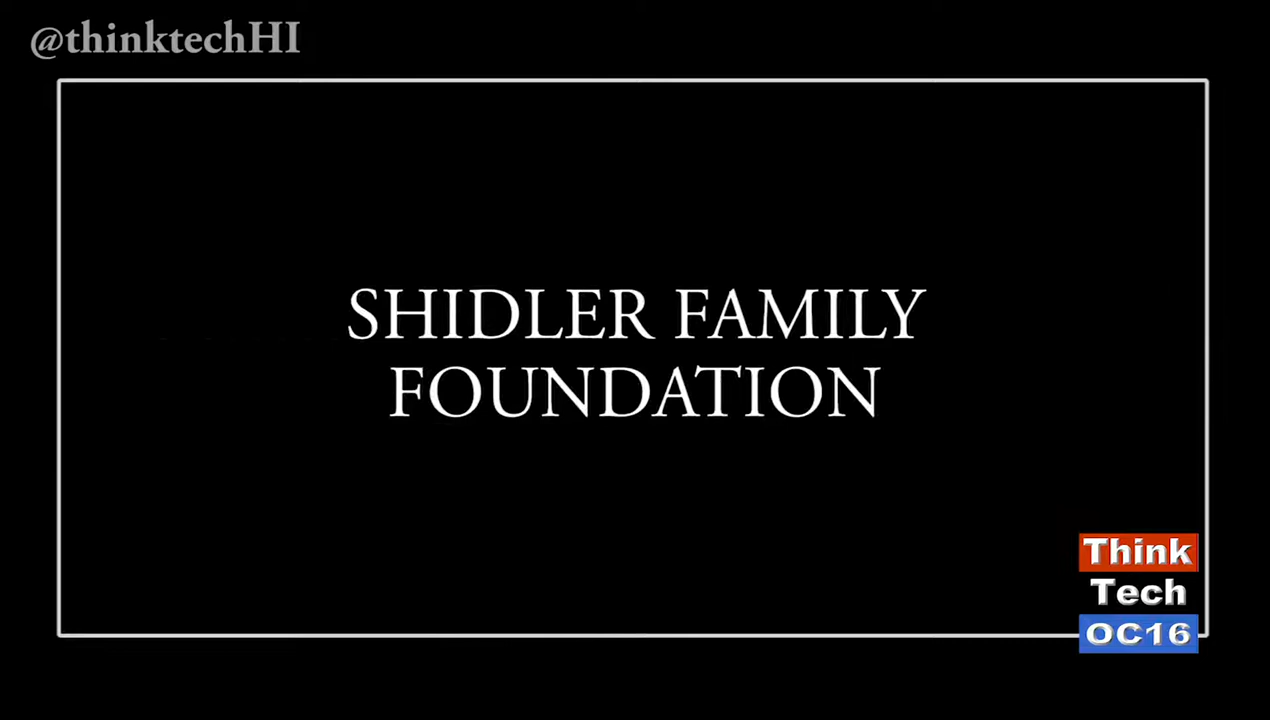 @thinktechHI
SHIDLER FAMILY
FOUNDATION
Think
Tech
OC16